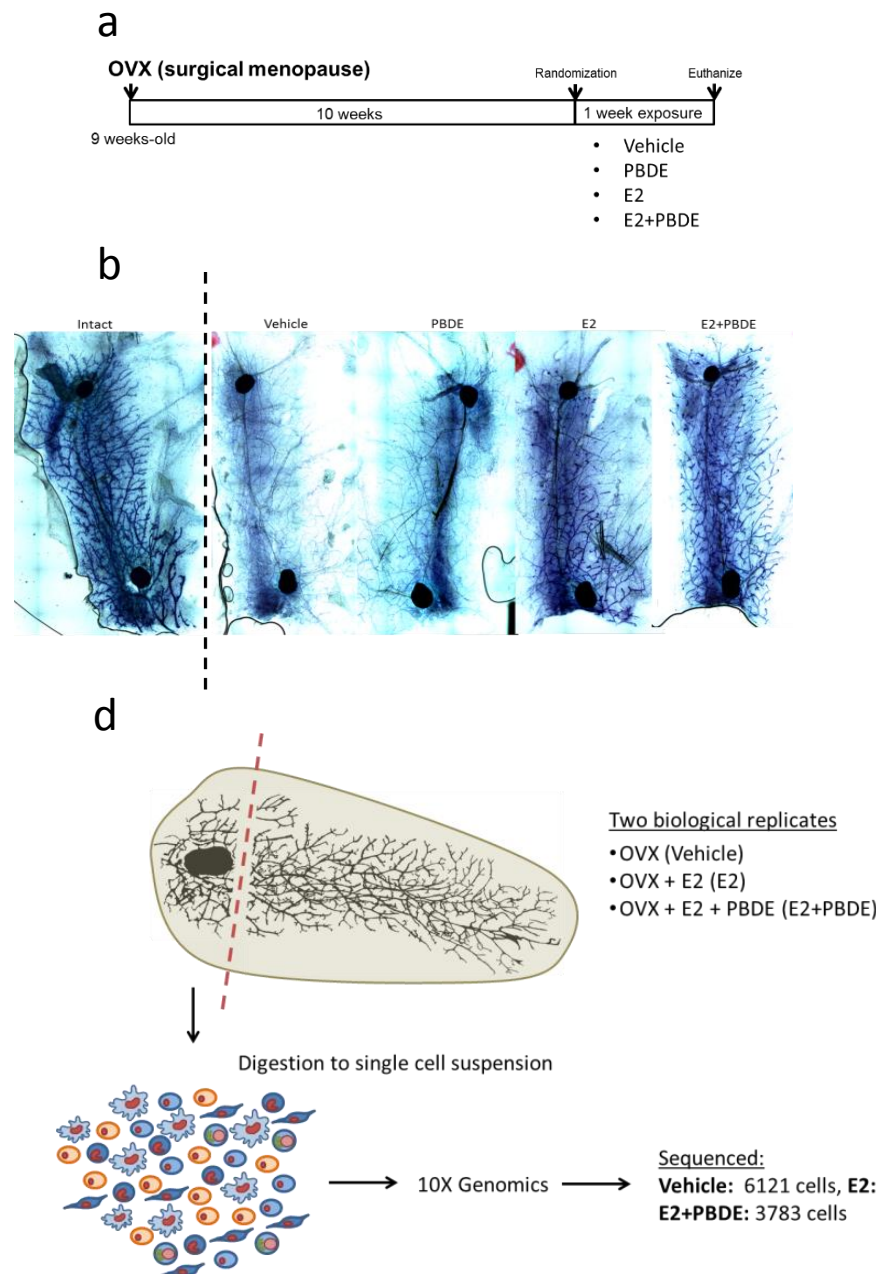 a
OVX (surgical menopause)
Randomization
Euthanize
10 weeks
1 week exposure
9 weeks-old
• Vehicle
• PBDE
• E2
• E2+PBDE
b
Intact
Vehicle
PBDE
E2
E2+PBDE
d
Two biological replicates
•OVX (Vehicle)
•OVX + E2 (E2)
•OVX + E2 + PBDE (E2+PBDE)
Digestion to single cell suspension
10X Genomics
Sequenced:
Vehicle: 6121 cells, E2:
E2+PBDE: 3783 cells